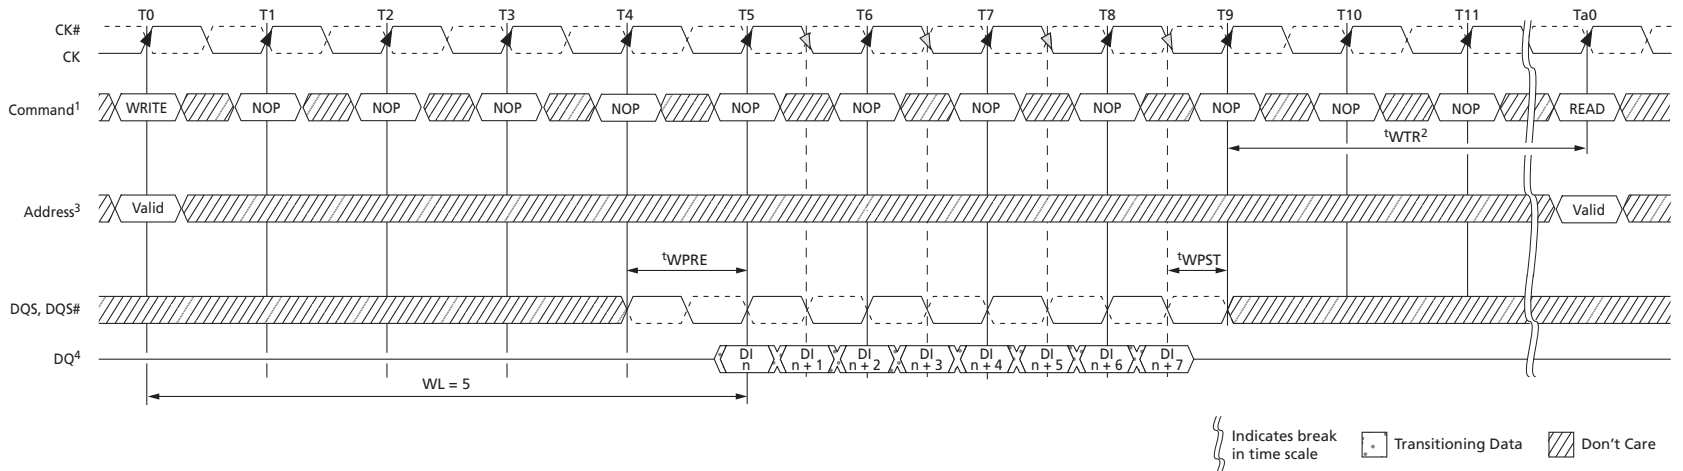 T0 T1 T2 T3 T4 T5 T6 T7 T8 T9 T10 T11 Ta0
CK#
CK
Command1 WRITE NOP NOP NOP NOP NOP NOP NOP NOP NOP NOP NOP READ
tWTR2
Address3 Valid Valid
tWPRE tWPST
DQS, DQS#
DQ4 DI n DI n + 1 DI n + 2 DI n + 3 DI n + 4 DI n + 5 DI n + 6 DI n + 7
WL = 5
Indicates break
in time scale
Transitioning Data
Don't Care